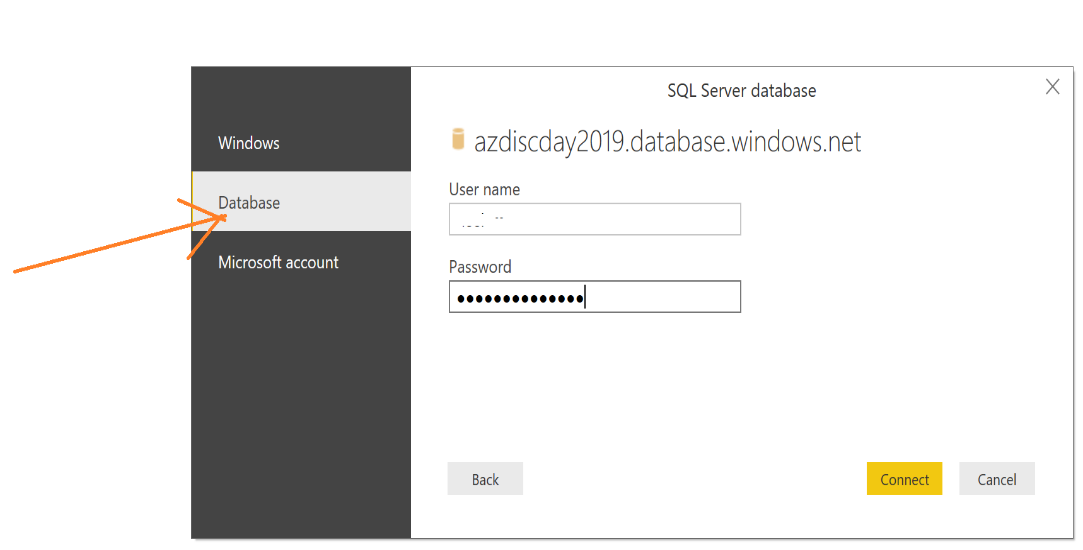 SQL Server database
Windows
Database
Microsoft account
azdiscday2019.database.windows.net
User name
Password
●●●●●●●●●●●●●●
Back
Connect
Cancel